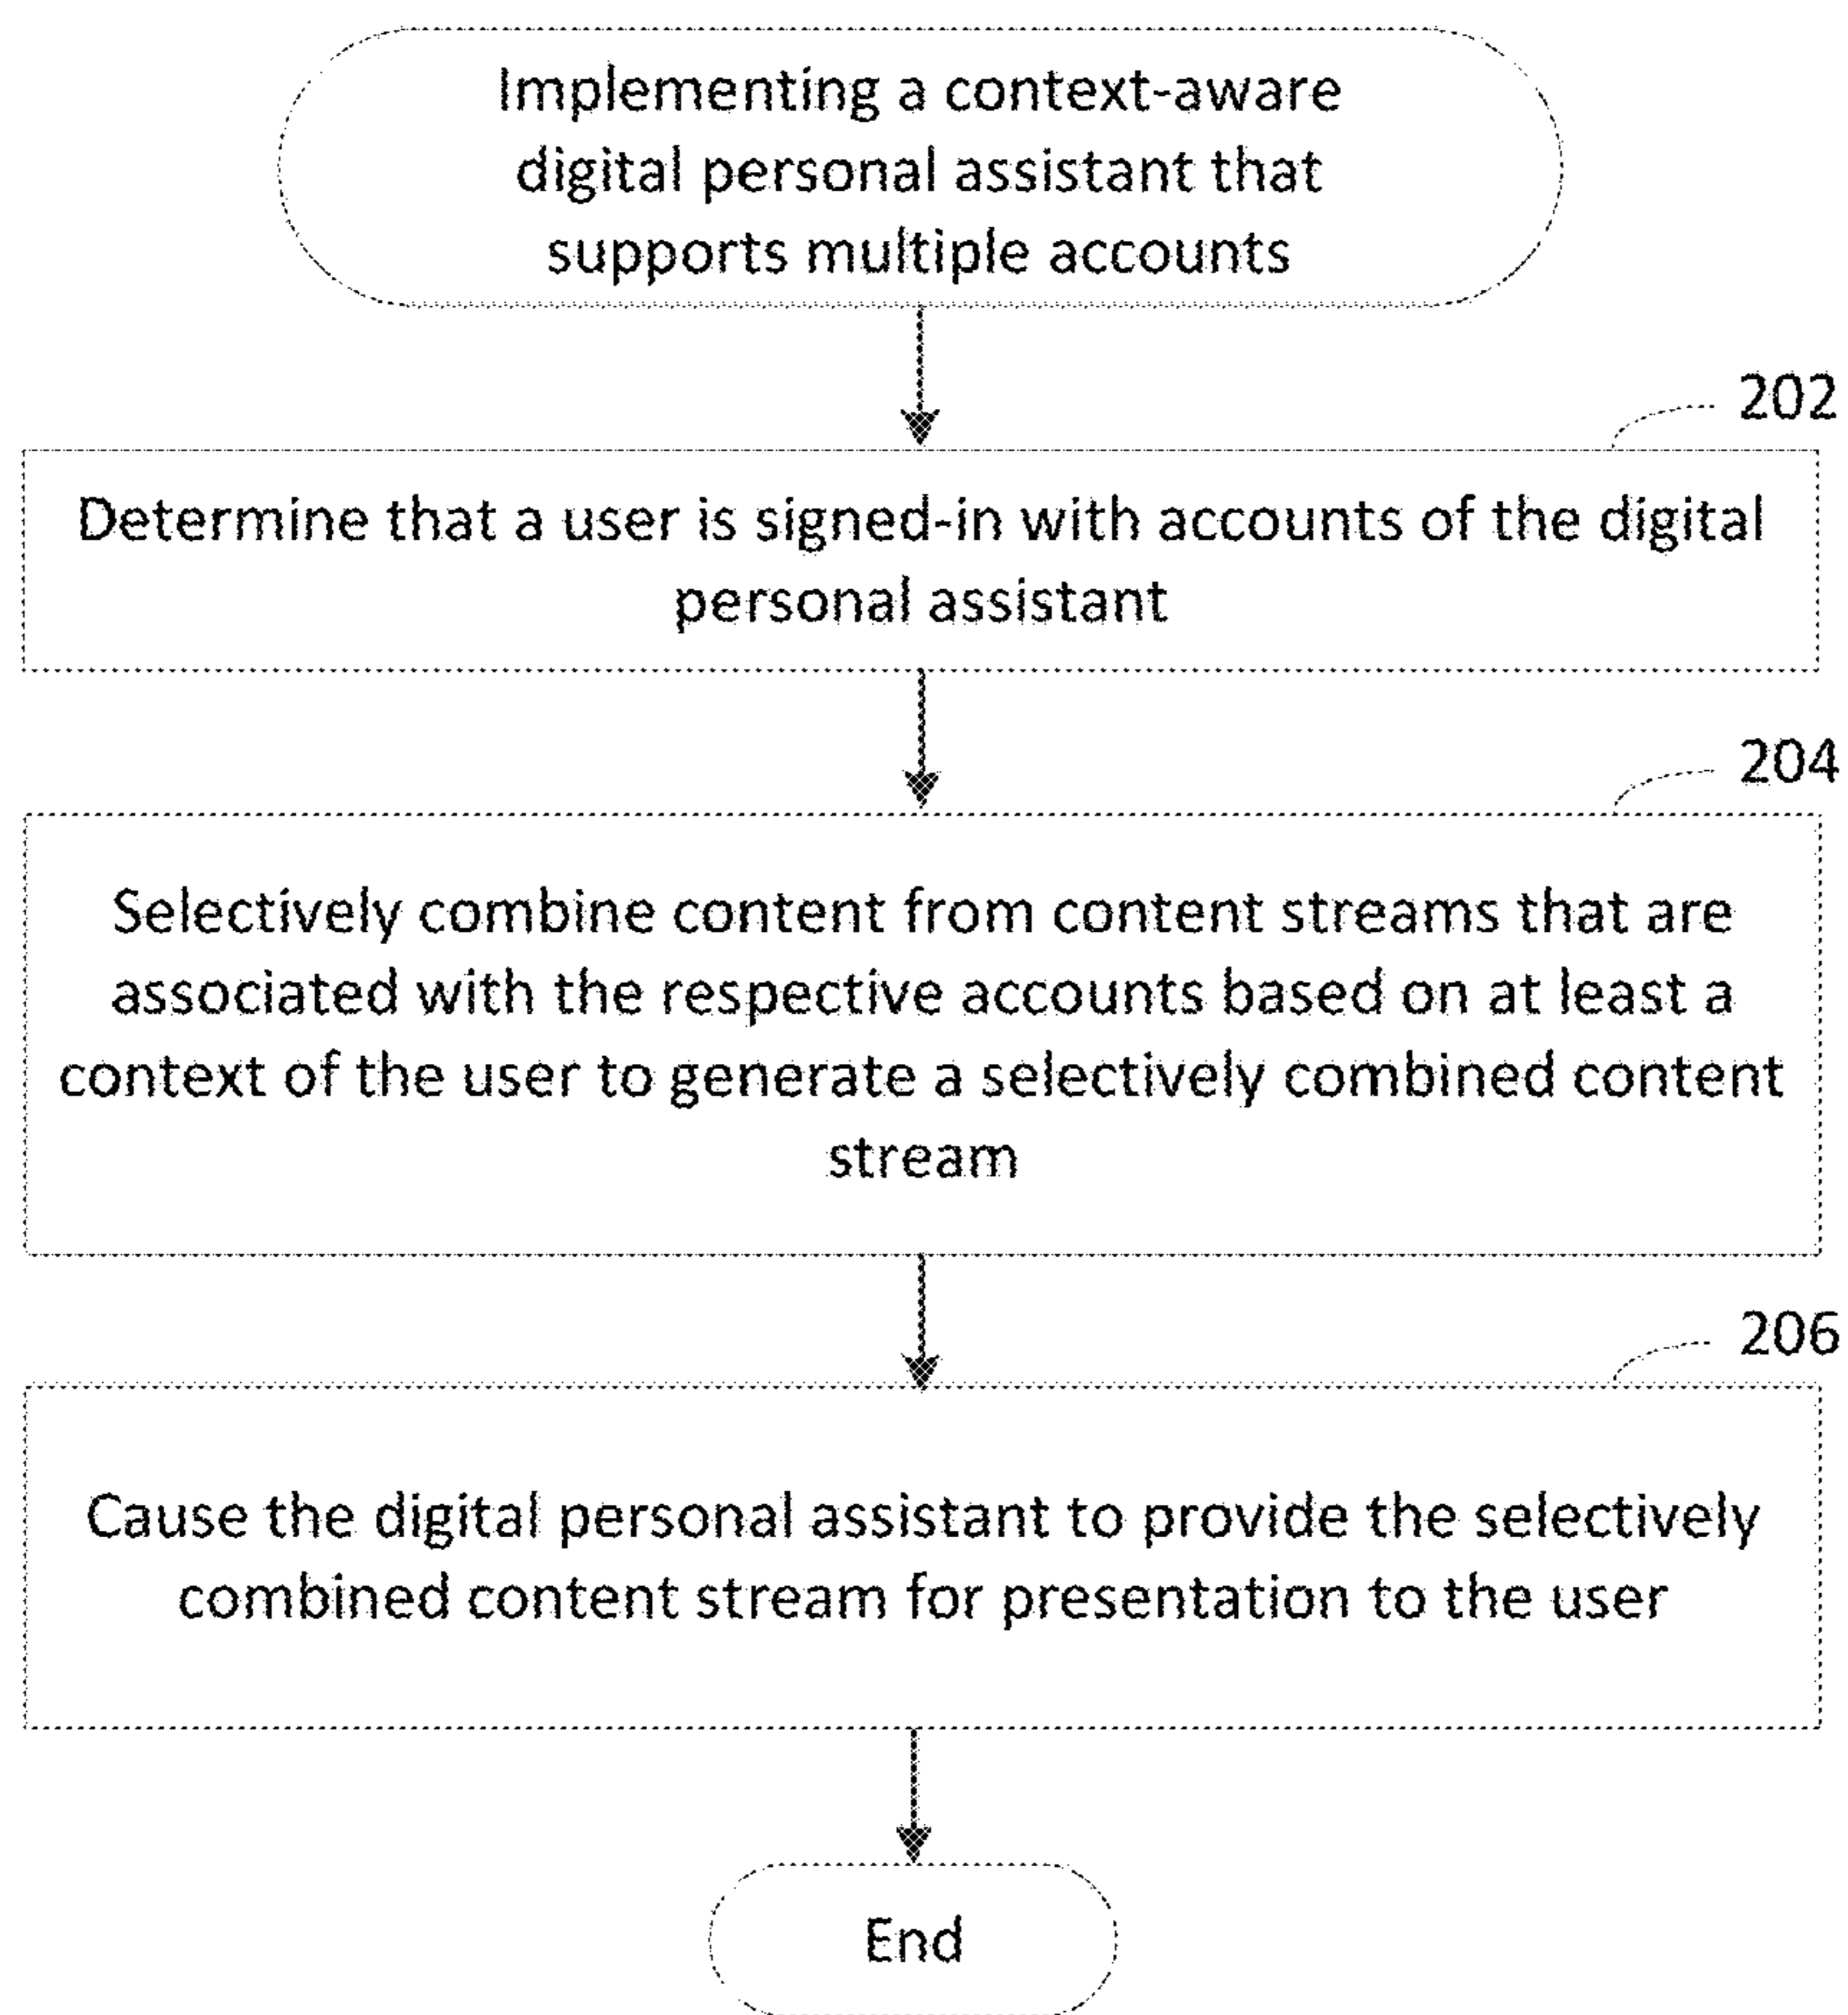 Implementing a context-aware
digital personal assistant that
supports multiple accounts
202
Determine that a user is signed-in with accounts of the digital
personal assistant
204
Selectively combine content from content streams that are
associated with the respective accounts based on at least a
context of the user to generate a selectively combined content
stream
206
Cause the digital personal assistant to provide the selectively
combined content stream for presentation to the user
End